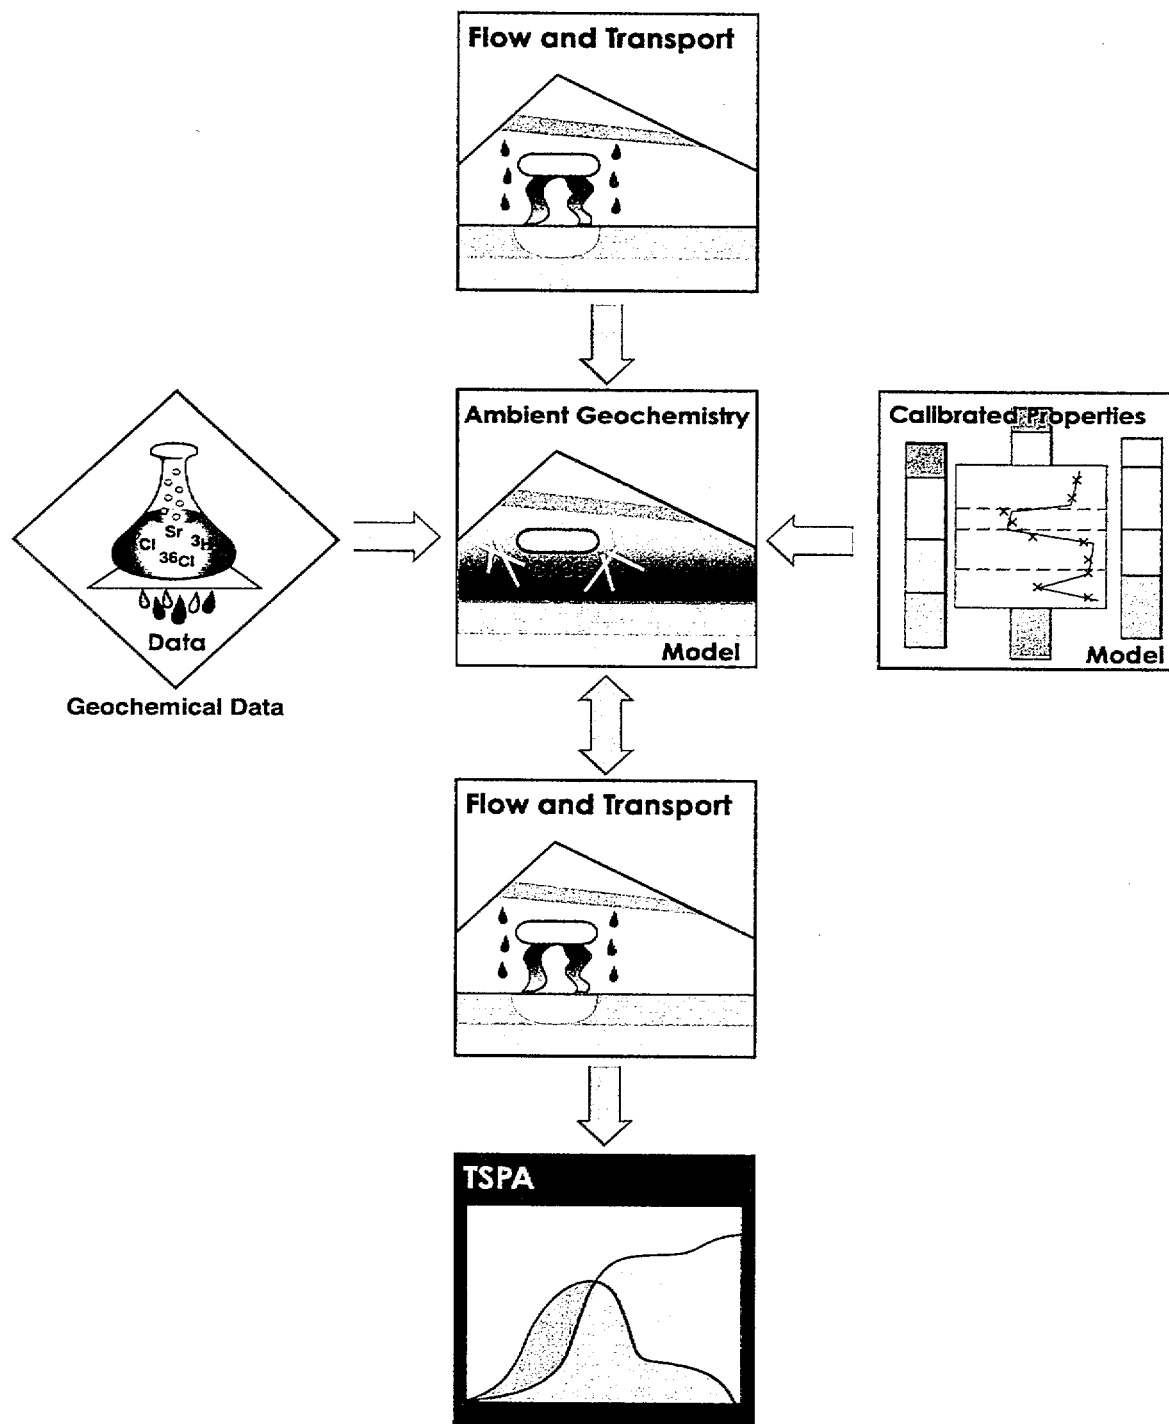 Flow and Transport
Ambient Geochemistry
Model
Calibrated Properties
Model
Sr
Cl
³H
³⁶Cl
Data
Geochemical Data
Flow and Transport
TSPA